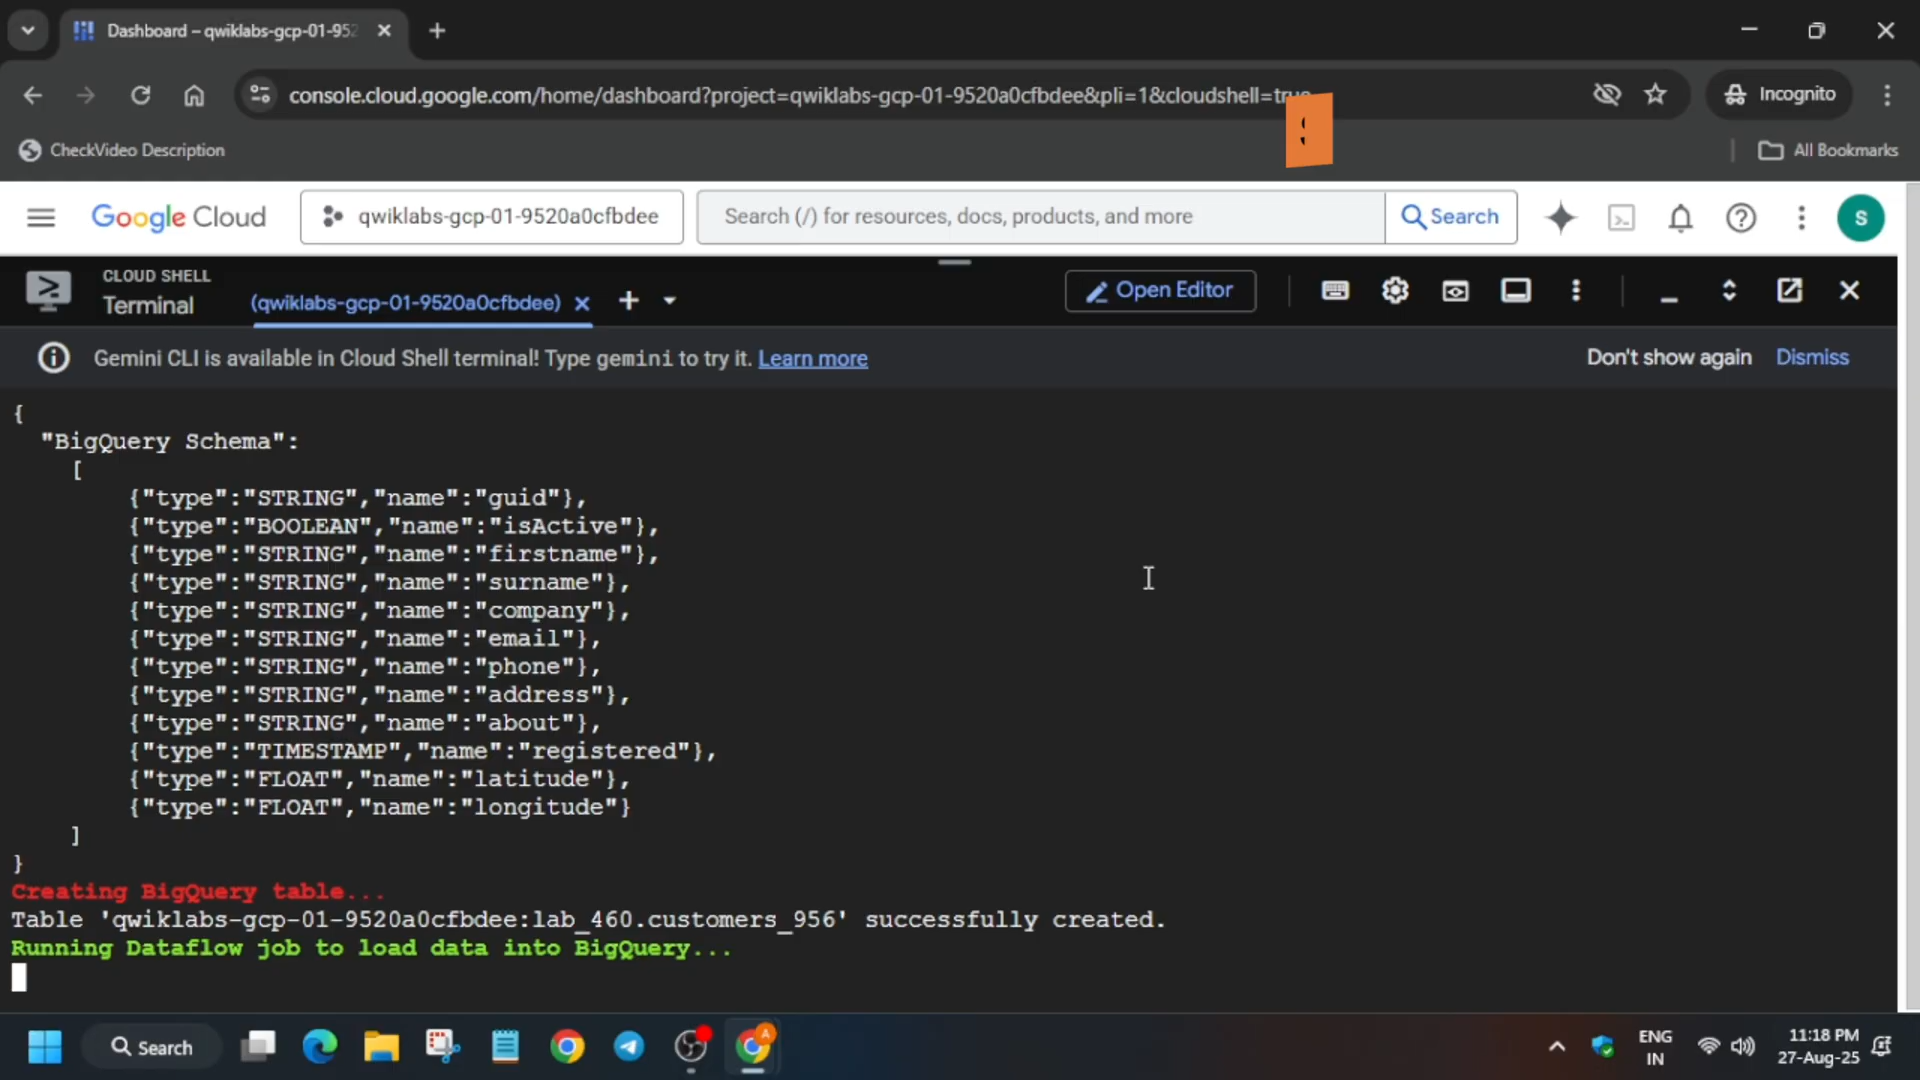 Dashboard – qwiklabs-gcp-01-952
console.cloud.google.com/home/dashboard?project=qwiklabs-gcp-01-9520a0cfbdee&pli=1&cloudshell=true
Incognito
CheckVideo Description
All Bookmarks
Google Cloud
qwiklabs-gcp-01-9520a0cfbdee
Search (/) for resources, docs, products, and more
Search
S
CLOUD SHELL
Terminal
(qwiklabs-gcp-01-9520a0cfbdee)
Open Editor
Gemini CLI is available in Cloud Shell terminal! Type gemini to try it. Learn more
Don't show again
Dismiss
{
"BigQuery Schema":
[
{"type":"STRING","name":"guid"},
{"type":"BOOLEAN","name":"isActive"},
{"type":"STRING","name":"firstname"},
{"type":"STRING","name":"surname"},
{"type":"STRING","name":"company"},
{"type":"STRING","name":"email"},
{"type":"STRING","name":"phone"},
{"type":"STRING","name":"address"},
{"type":"STRING","name":"about"},
{"type":"TIMESTAMP","name":"registered"},
{"type":"FLOAT","name":"latitude"},
{"type":"FLOAT","name":"longitude"}
]
}
Creating BigQuery table...
Table 'qwiklabs-gcp-01-9520a0cfbdee:lab_460.customers_956' successfully created.
Running Dataflow job to load data into BigQuery...
Search
A
ENG
IN
11:18 PM
27-Aug-25